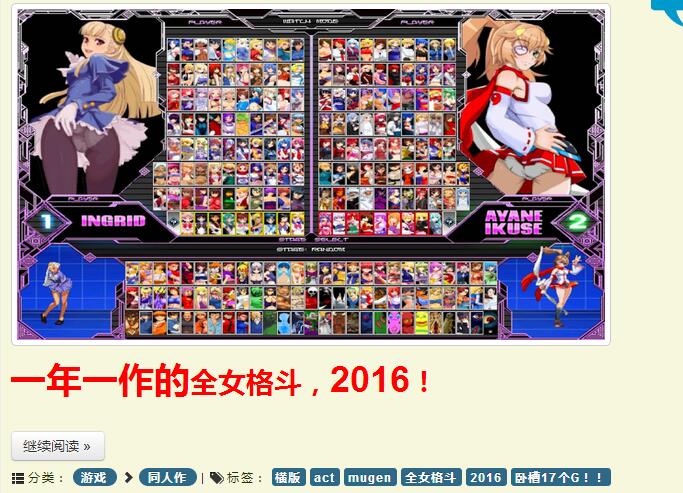 PLAYER
WATCH MODE
PLAYER
PLAYER
PLAYER
1 INGRID
AYANE IKUSE 2
STAGE SELECT
STAGE: RANDOM
一年一作的全女格斗，2016！
继续阅读 »
分类： 游戏 同人作 | 标签： 横版 act mugen 全女格斗 2016 卧槽17个G！！